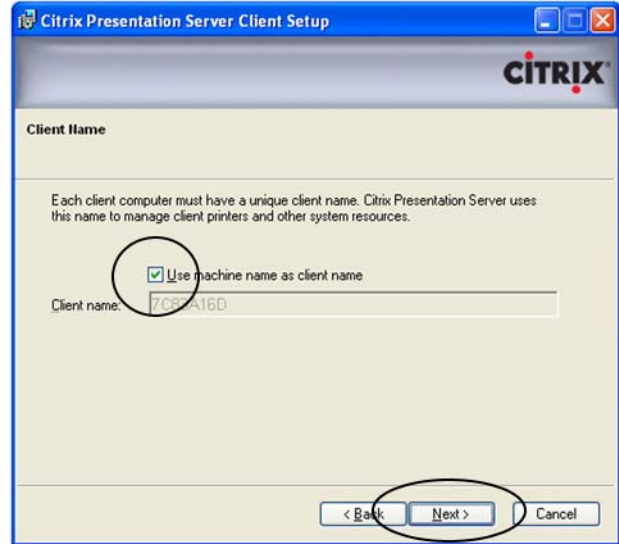 Citrix Presentation Server Client Setup
CITRIX
Client Name
Each client computer must have a unique client name. Citrix Presentation Server uses
this name to manage client printers and other system resources.
Use machine name as client name
Client name:
< Back Next > Cancel